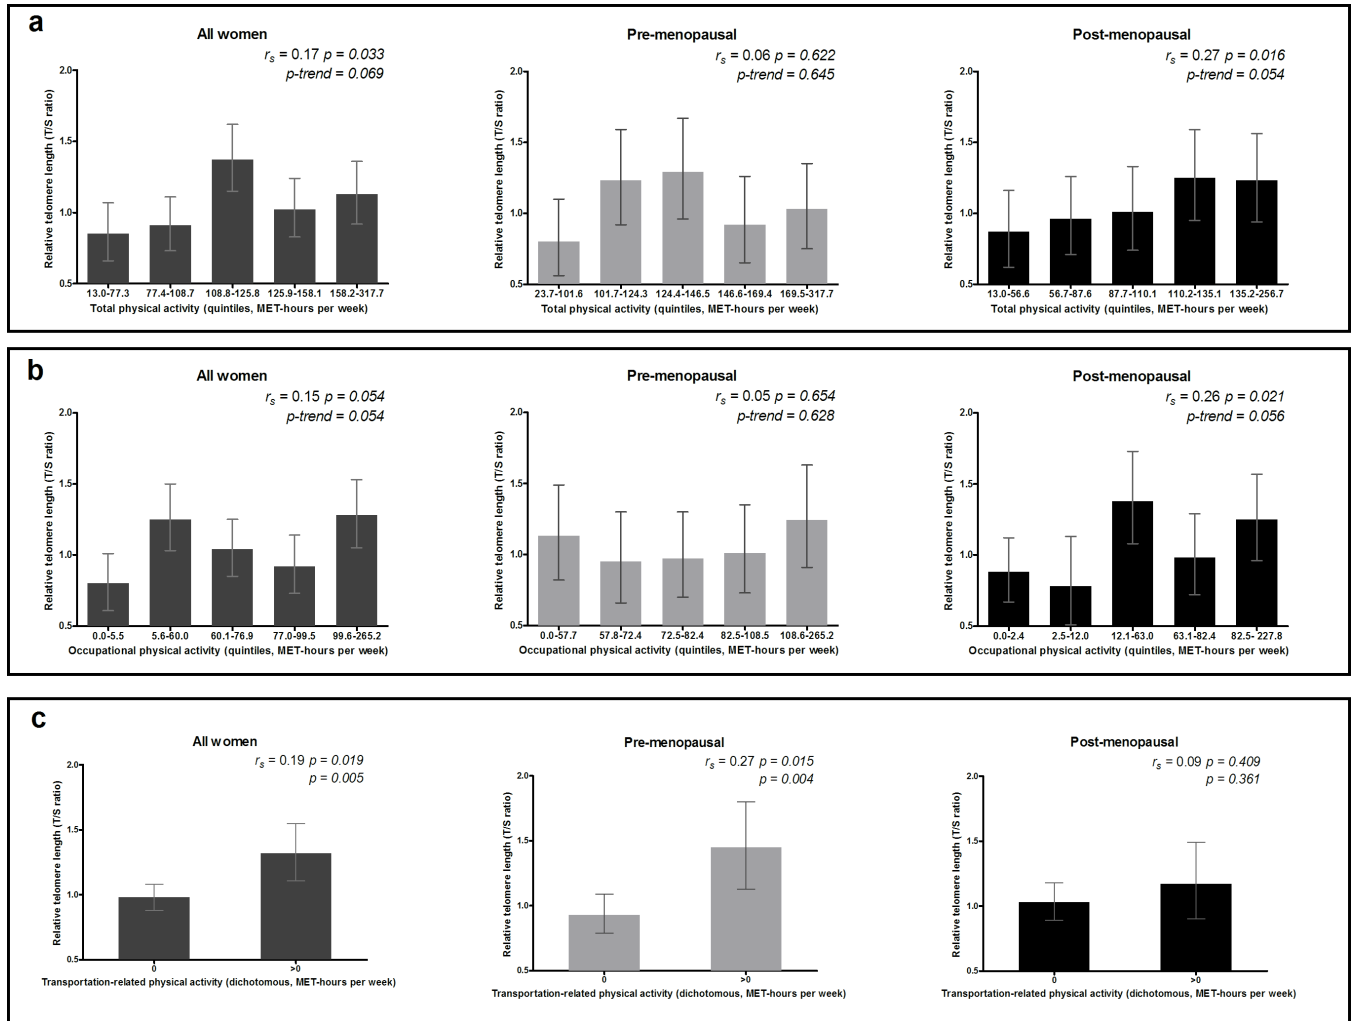 a
All women
rs = 0.17 p = 0.033
p-trend = 0.069
Relative telomere length (T/S ratio)
2.0
1.5
1.0
0.5
13.0-77.3 77.4-108.7 108.8-125.8 125.9-158.1 158.2-317.7
Total physical activity (quintiles, MET-hours per week)
Pre-menopausal
rs = 0.06 p = 0.622
p-trend = 0.645
Relative telomere length (T/S ratio)
2.0
1.5
1.0
0.5
23.7-101.6 101.7-124.3 124.4-146.5 146.6-169.4 169.5-317.7
Total physical activity (quintiles, MET-hours per week)
Post-menopausal
rs = 0.27 p = 0.016
p-trend = 0.054
Relative telomere length (T/S ratio)
2.0
1.5
1.0
0.5
13.0-56.6 56.7-87.6 87.7-110.1 110.2-135.1 135.2-256.7
Total physical activity (quintiles, MET-hours per week)
b
All women
rs = 0.15 p = 0.054
p-trend = 0.054
Relative telomere length (T/S ratio)
2.0
1.5
1.0
0.5
0.0-5.5 5.6-60.0 60.1-76.9 77.0-99.5 99.6-265.2
Occupational physical activity (quintiles, MET-hours per week)
Pre-menopausal
rs = 0.05 p = 0.654
p-trend = 0.628
Relative telomere length (T/S ratio)
2.0
1.5
1.0
0.5
0.0-57.7 57.8-72.4 72.5-82.4 82.5-108.5 108.6-265.2
Occupational physical activity (quintiles, MET-hours per week)
Post-menopausal
rs = 0.26 p = 0.021
p-trend = 0.056
Relative telomere length (T/S ratio)
2.0
1.5
1.0
0.5
0.0-2.4 2.5-12.0 12.1-63.0 63.1-82.4 82.5- 227.8
Occupational physical activity (quintiles, MET-hours per week)
c
All women
rs = 0.19 p = 0.019
p = 0.005
Relative telomere length (T/S ratio)
2.0
1.5
1.0
0.5
0 >0
Transportation-related physical activity (dichotomous, MET-hours per week)
Pre-menopausal
rs = 0.27 p = 0.015
p = 0.004
Relative telomere length (T/S ratio)
2.0
1.5
1.0
0.5
0 >0
Transportation-related physical activity (dichotomous, MET-hours per week)
Post-menopausal
rs = 0.09 p = 0.409
p = 0.361
Relative telomere length (T/S ratio)
2.0
1.5
1.0
0.5
0 >0
Transportation-related physical activity (dichotomous, MET-hours per week)